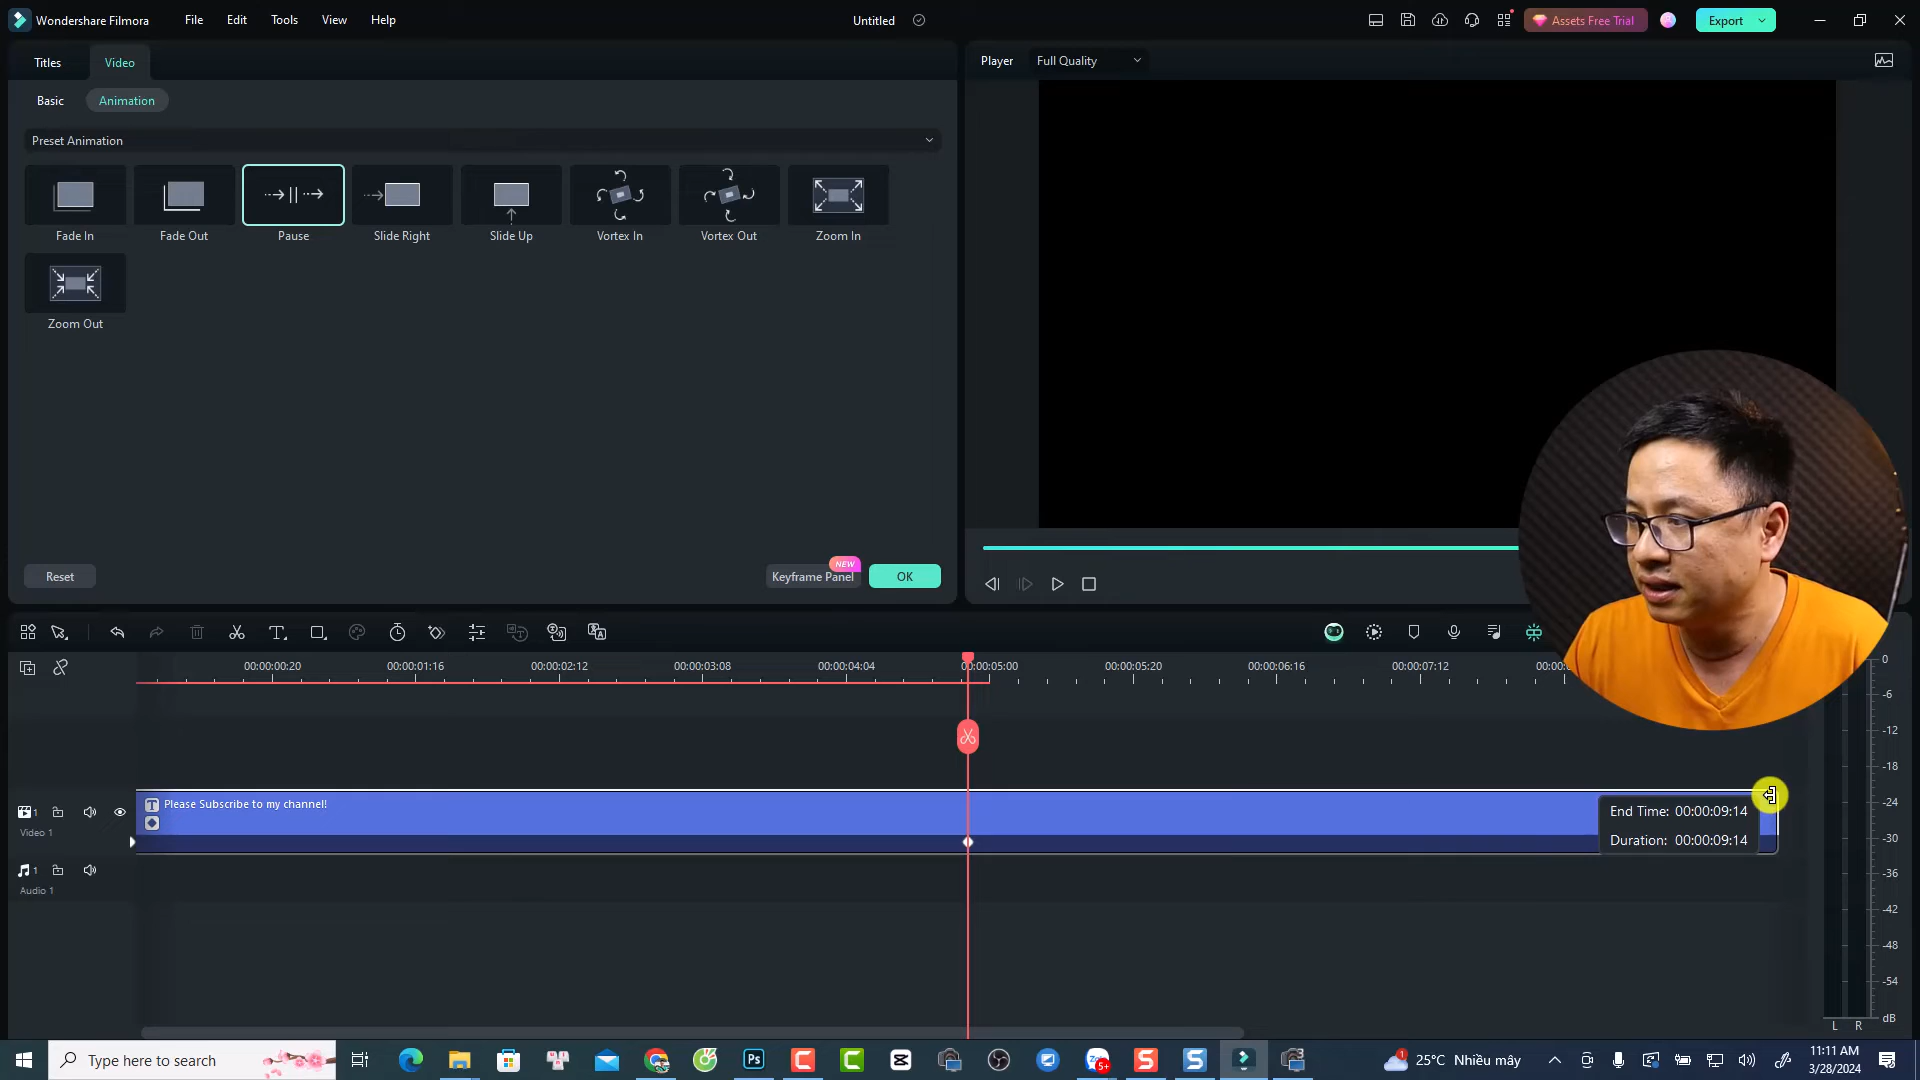 Wondershare Filmora
File
Edit
Tools
View
Help
Untitled
Assets Free Trial
Export
Titles
Video
Player
Full Quality
Basic
Animation
Preset Animation
Fade In
Fade Out
Pause
Slide Right
Slide Up
Vortex In
Vortex Out
Zoom In
Zoom Out
Reset
NEW
Keyframe Panel
OK
00:00:00:20
00:00:01:16
00:00:02:12
00:00:03:08
00:00:04:04
00:00:05:00
00:00:05:20
00:00:06:16
00:00:07:12
0
-6
-12
-18
-24
-30
-36
-42
-48
-54
dB
L R
1
Video 1
T
Please Subscribe to my channel!
End Time: 00:00:09:14
Duration: 00:00:09:14
1
Audio 1
Type here to search
Ps
5+
1
25°C Nhiều mây
11:11 AM
3/28/2024